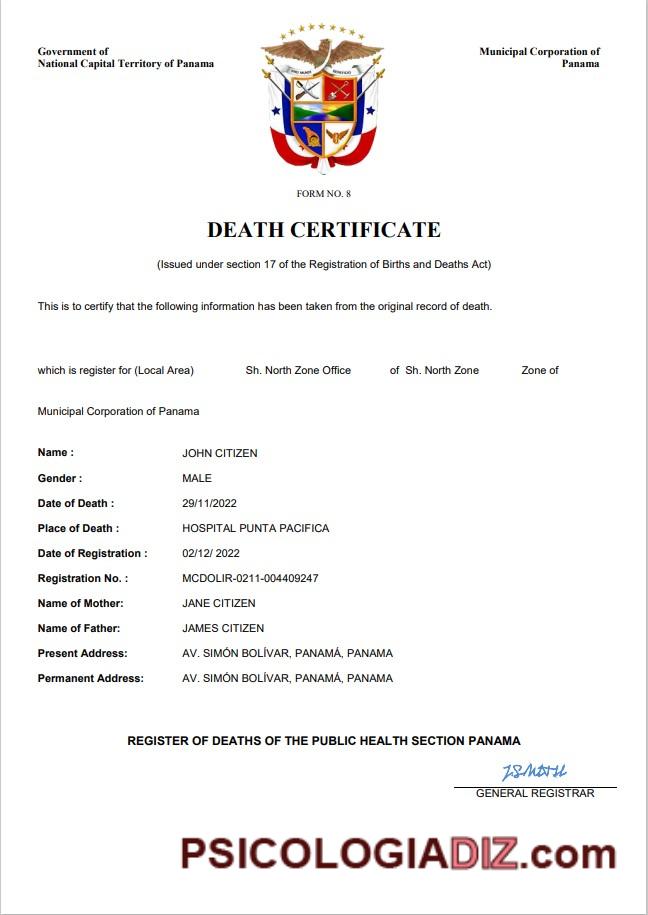 Government of
National Capital Territory of Panama
Municipal Corporation of
Panama
FORM NO. 8
DEATH CERTIFICATE
(Issued under section 17 of the Registration of Births and Deaths Act)
This is to certify that the following information has been taken from the original record of death.
which is register for (Local Area) Sh. North Zone Office of Sh. North Zone Zone of
Municipal Corporation of Panama
Name : JOHN CITIZEN
Gender : MALE
Date of Death : 29/11/2022
Place of Death : HOSPITAL PUNTA PACIFICA
Date of Registration : 02/12/ 2022
Registration No. : MCDOLIR-0211-004409247
Name of Mother: JANE CITIZEN
Name of Father: JAMES CITIZEN
Present Address: AV. SIMÓN BOLÍVAR, PANAMÁ, PANAMA
Permanent Address: AV. SIMÓN BOLÍVAR, PANAMÁ, PANAMA
REGISTER OF DEATHS OF THE PUBLIC HEALTH SECTION PANAMA
GENERAL REGISTRAR
PSICOLOGIADIZ.com